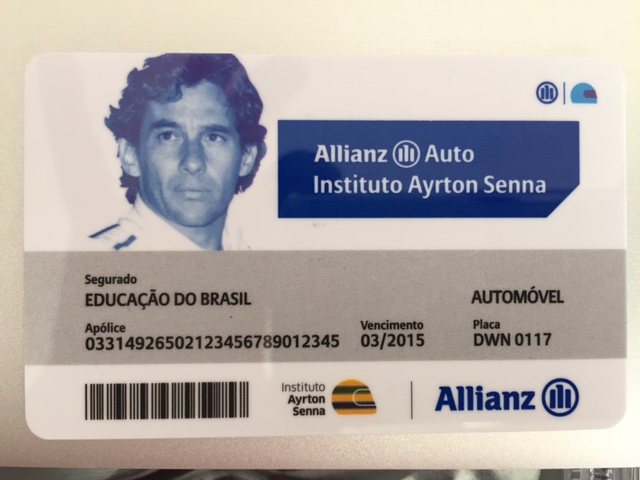 Allianz Auto
Instituto Ayrton Senna
Segurado
EDUCAÇÃO DO BRASIL
AUTOMÓVEL
Apólice
Vencimento
Placa
03314926502123456789012345
03/2015
DWN 0117
Instituto
Ayrton
Senna
Allianz